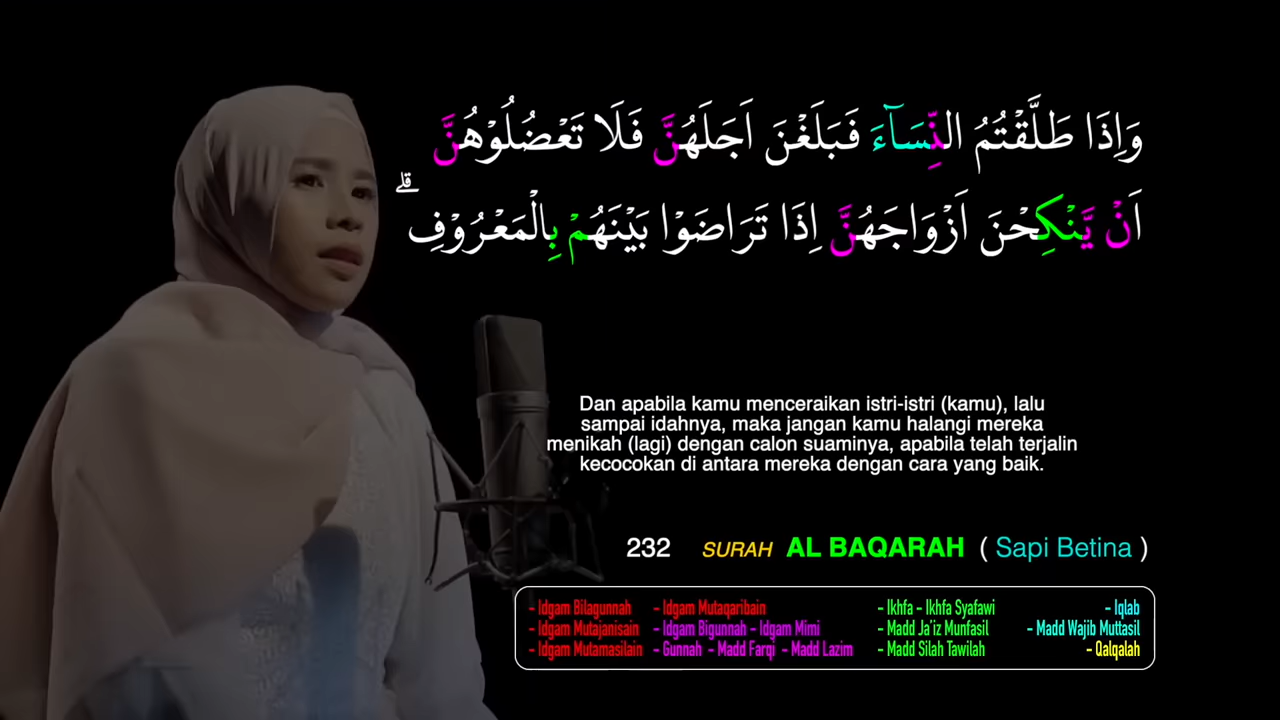 وَاِذَا طَلَّقْتُمُ النِّسَاۤءَ فَبَلَغْنَ اَجَلَهُنَّ فَلَا تَعْضُلُوْهُنَّ
اَنْ يَّنْكِحْنَ اَزْوَاجَهُنَّ اِذَا تَرَاضَوْا بَيْنَهُمْ بِالْمَعْرُوْفِ ۗ
Dan apabila kamu menceraikan istri-istri (kamu), lalu
sampai idahnya, maka jangan kamu halangi mereka
menikah (lagi) dengan calon suaminya, apabila telah terjalin
kecocokan di antara mereka dengan cara yang baik.
232 SURAH AL BAQARAH ( Sapi Betina )
- Idgam Bilagunnah - Idgam Mutaqaribain - Ikhfa - Ikhfa Syafawi - Iqlab
- Idgam Mutajanisain - Idgam Bigunnah - Idgam Mimi - Madd Ja'iz Munfasil - Madd Wajib Muttasil
- Idgam Mutamasilain - Gunnah - Madd Farqi - Madd Lazim - Madd Silah Tawilah - Qalqalah